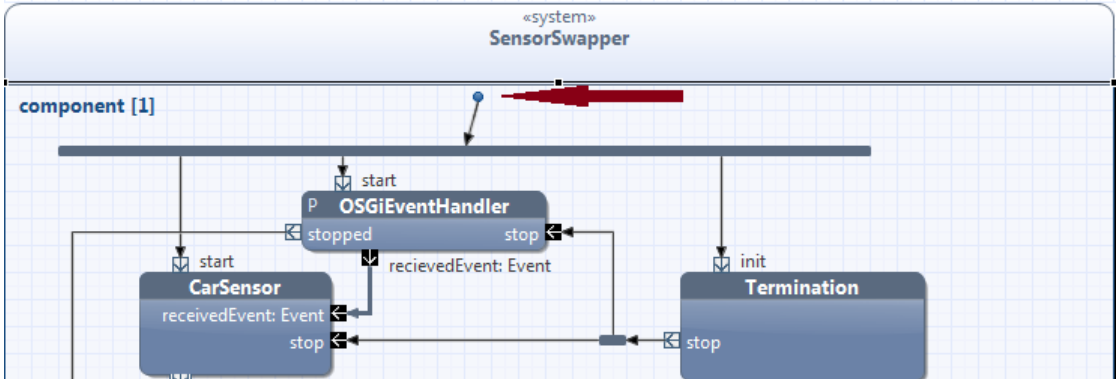 «system»
SensorSwapper
component [1]
start
P OSGiEventHandler
stopped stop
recievedEvent: Event
start
CarSensor
receivedEvent: Event
stop
init
Termination
stop